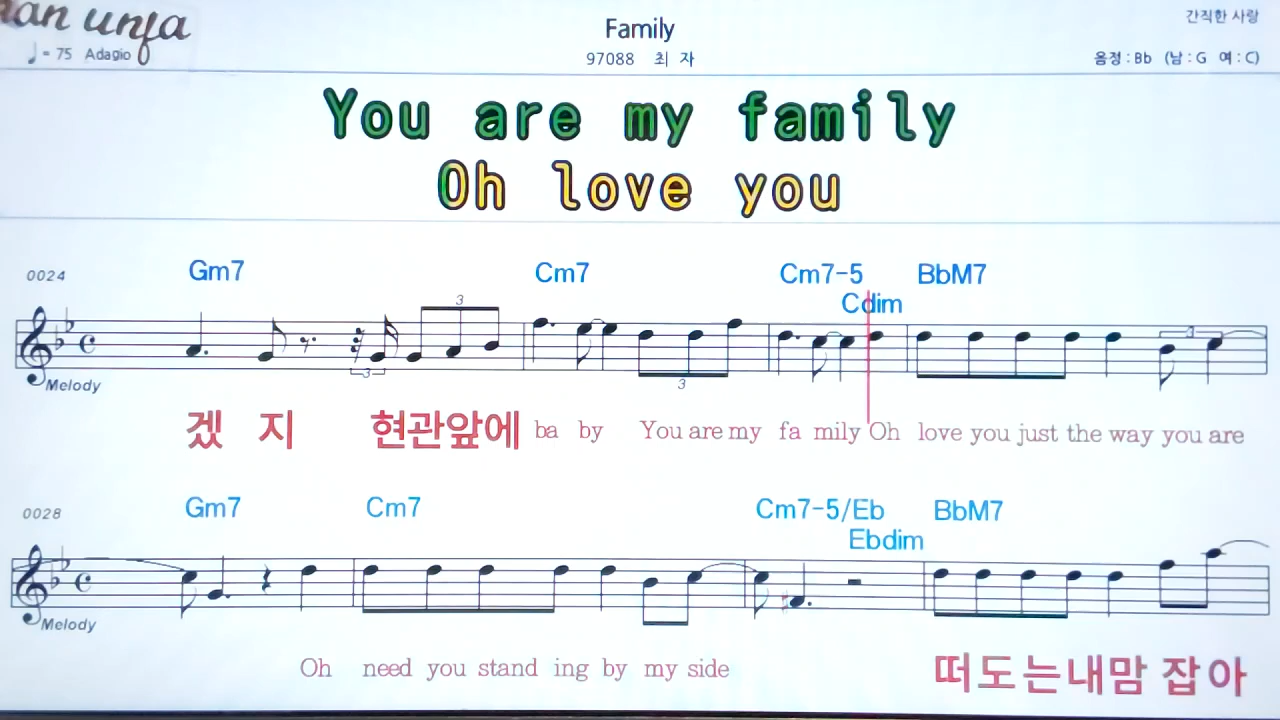 Family
간직한 사랑
♩= 75 Adagio
97088 최 자
음정 : Bb (남 : G 여 : C)
You are my family
Oh love you
0024 Gm7 Cm7 Cm7-5 BbM7
Cdim
3 3 3 3
Melody
겠 지 현관앞에 ba by You are my fa mily Oh love you just the way you are
0028 Gm7 Cm7 Cm7-5/Eb BbM7
Ebdim
Melody
Oh need you stand ing by my side 떠도는내맘 잡아